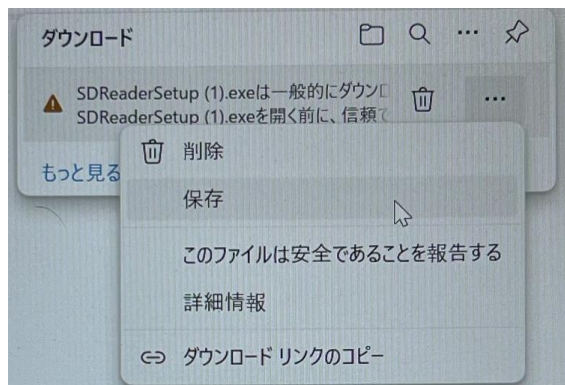 ダウンロード
SDReaderSetup (1).exeは一般的にダウンロ
SDReaderSetup (1).exeを開く前に、信頼で
もっと見る
削除
保存
このファイルは安全であることを報告する
詳細情報
ダウンロード リンクのコピー